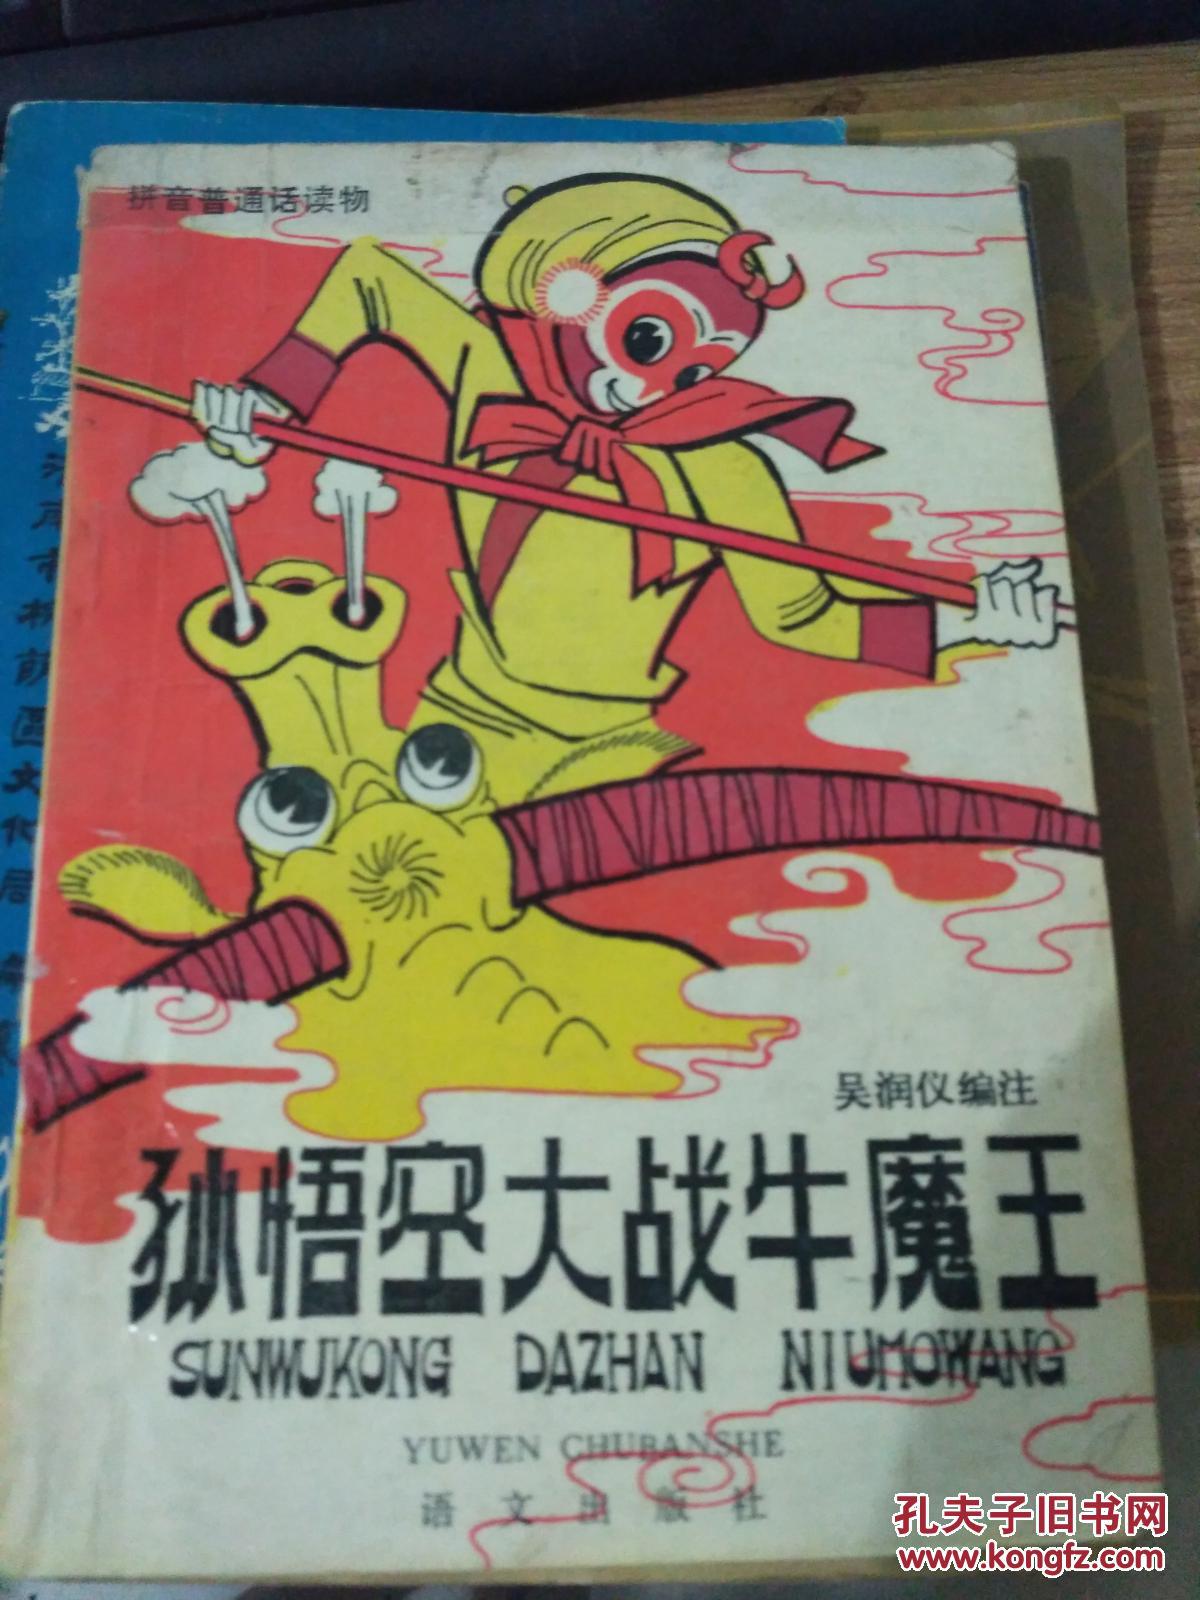 拼音普通话读物
吴润仪编注
孙悟空大战牛魔王
SUNWUKONG DAZHAN NIUMOWANG
YUWEN CHUBANSHE
语文出版社
孔夫子旧书网
www.kongfz.com